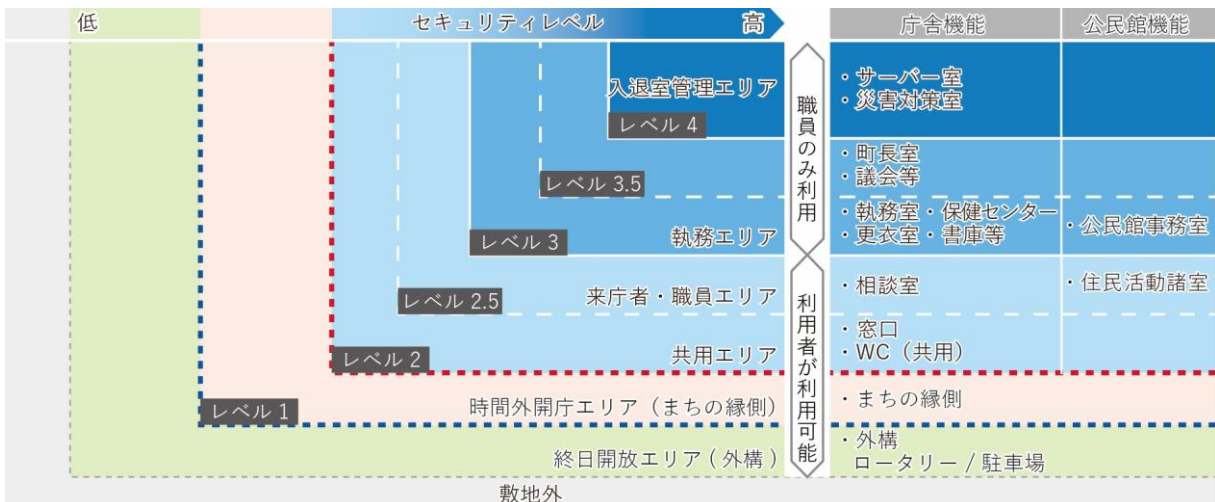 低
セキュリティレベル
高
庁舎機能
公民館機能
入退室管理エリア
レベル 4
・サーバー室
・災害対策室
職員のみ利用
レベル 3.5
・町長室
・議会等
レベル 3
執務エリア
・執務室・保健センター
・更衣室・書庫等
・公民館事務室
レベル 2.5
来庁者・職員エリア
・相談室
・住民活動諸室
利用者が利用可能
レベル 2
共用エリア
・窓口
・WC（共用）
レベル 1
時間外開庁エリア（まちの縁側）
・まちの縁側
終日開放エリア ( 外構 )
・外構
ロータリー / 駐車場
敷地外